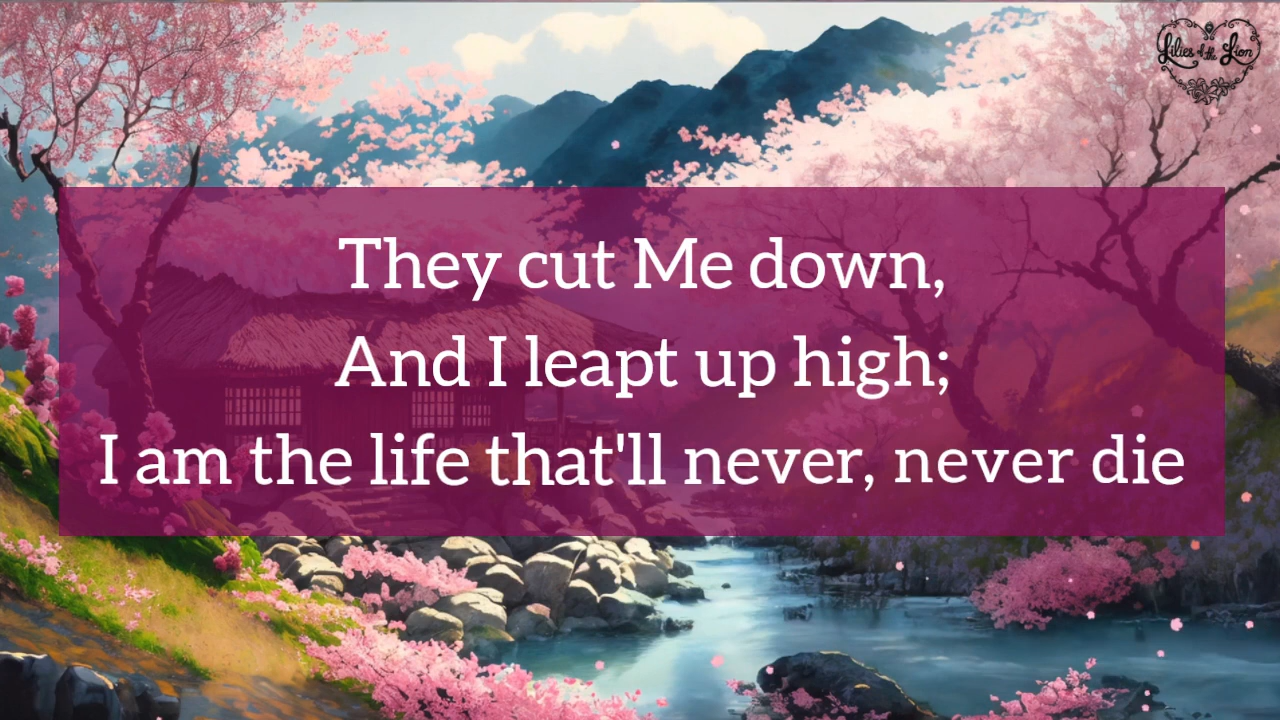 Lilies of the Lion
They cut Me down,
And I leapt up high;
I am the life that'll never, never die